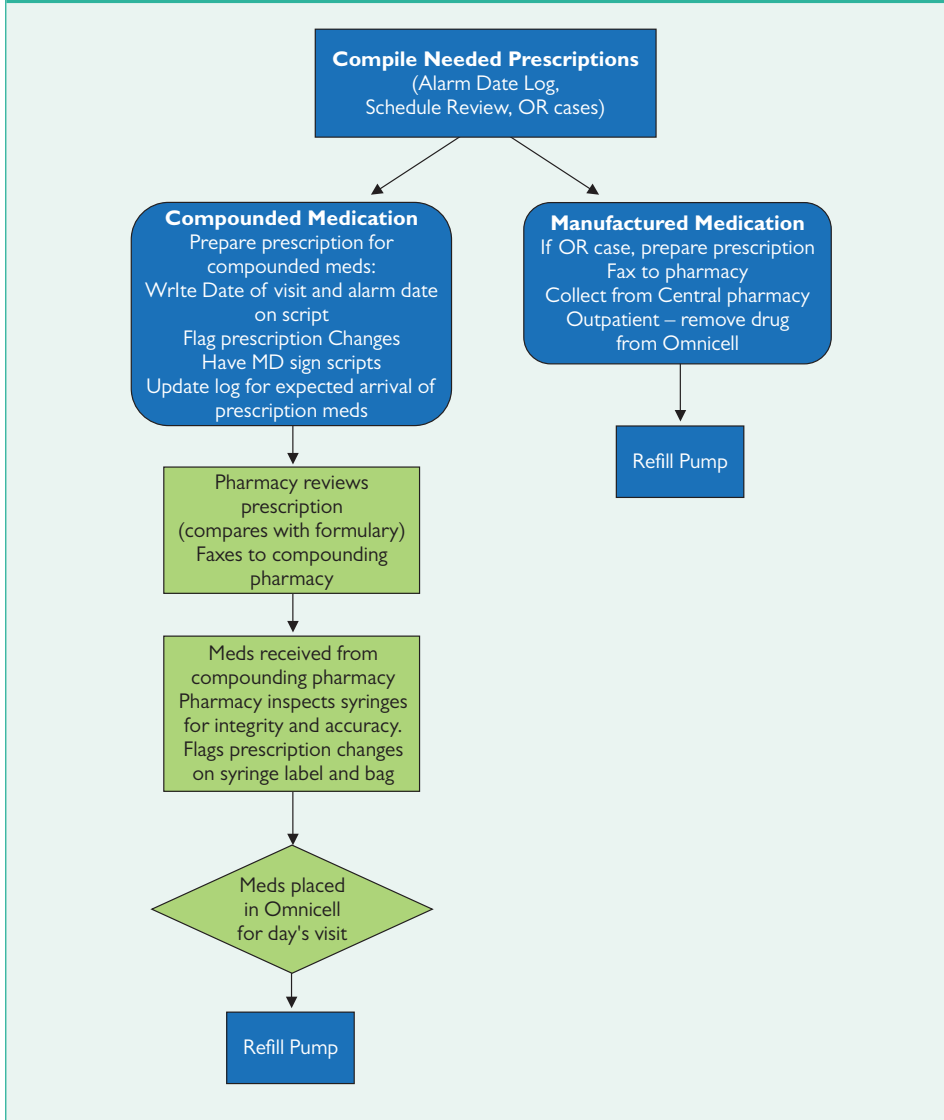 Compile Needed Prescriptions
(Alarm Date Log,
Schedule Review, OR cases)
Compounded Medication
Prepare prescription for
compounded meds:
WrIte Date of visit and alarm date
on script
Flag prescription Changes
Have MD sign scripts
Update log for expected arrival of
prescription meds
Manufactured Medication
If OR case, prepare prescription
Fax to pharmacy
Collect from Central pharmacy
Outpatient – remove drug
from Omnicell
Refill Pump
Pharmacy reviews
prescription
(compares with formulary)
Faxes to compounding
pharmacy
Meds received from
compounding pharmacy
Pharmacy inspects syringes
for integrity and accuracy.
Flags prescription changes
on syringe label and bag
Meds placed
in Omnicell
for day's visit
Refill Pump